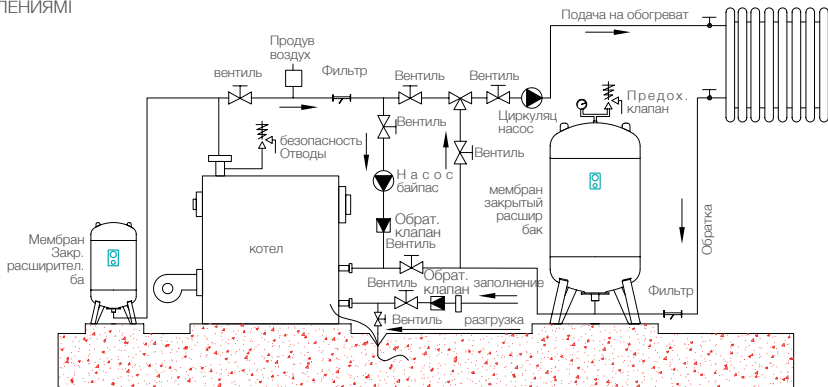 ЛЕНИЯМІ
Подача на обогреват
Продув
воздух
вентиль
Фильтр
Вентиль
Вентиль
Предох.
клапан
Циркуляц
насос
Вентиль
безопасность
Отводы
Вентиль
Насос
байпас
мембран
закрытый
расшир
бак
Обрат.
клапан
Обратка
Мембран
Закр.
расширител.
ба
котел
Вентиль
Вентиль
Обрат.
клапан
заполнение
Фильтр
Вентиль
разгрузка